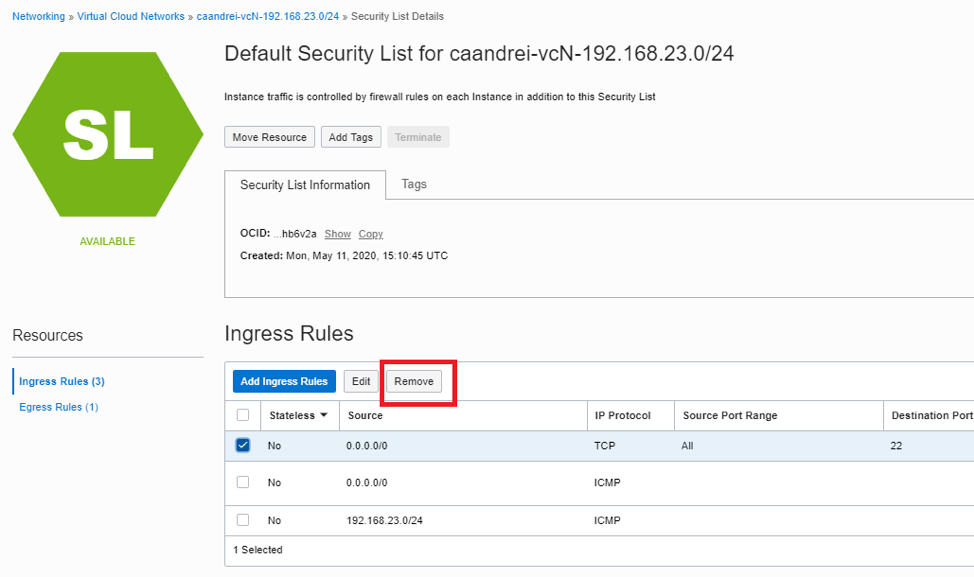 Networking » Virtual Cloud Networks » caandrei-vcN-192.168.23.0/24 » Security List Details
SL
AVAILABLE
Default Security List for caandrei-vcN-192.168.23.0/24
Instance traffic is controlled by firewall rules on each Instance in addition to this Security List
Move Resource Add Tags Terminate
Security List Information Tags
OCID: ...hb6v2a Show Copy
Created: Mon, May 11, 2020, 15:10:45 UTC
Resources
Ingress Rules (3)
Egress Rules (1)
Ingress Rules
Add Ingress Rules Edit Remove
Stateless Source IP Protocol Source Port Range Destination Port
No 0.0.0.0/0 TCP All 22
No 0.0.0.0/0 ICMP
No 192.168.23.0/24 ICMP
1 Selected